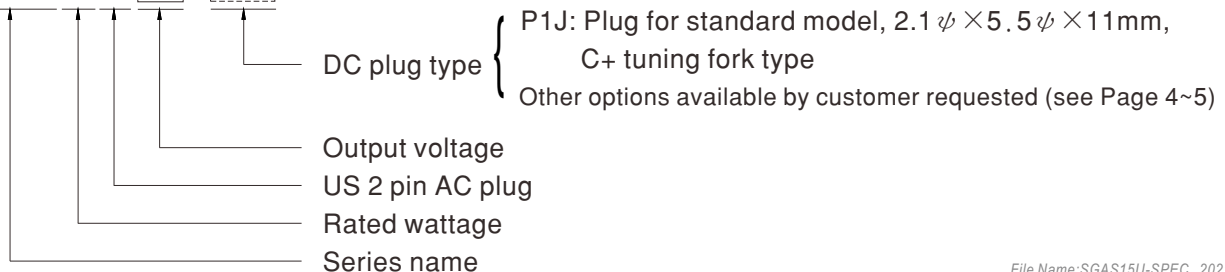 P1J: Plug for standard model, 2.1ψ×5.5ψ×11mm,
C+ tuning fork type
DC plug type
Other options available by customer requested (see Page 4~5)
Output voltage
US 2 pin AC plug
Rated wattage
Series name
File Name:SGAS15U-SPEC 202